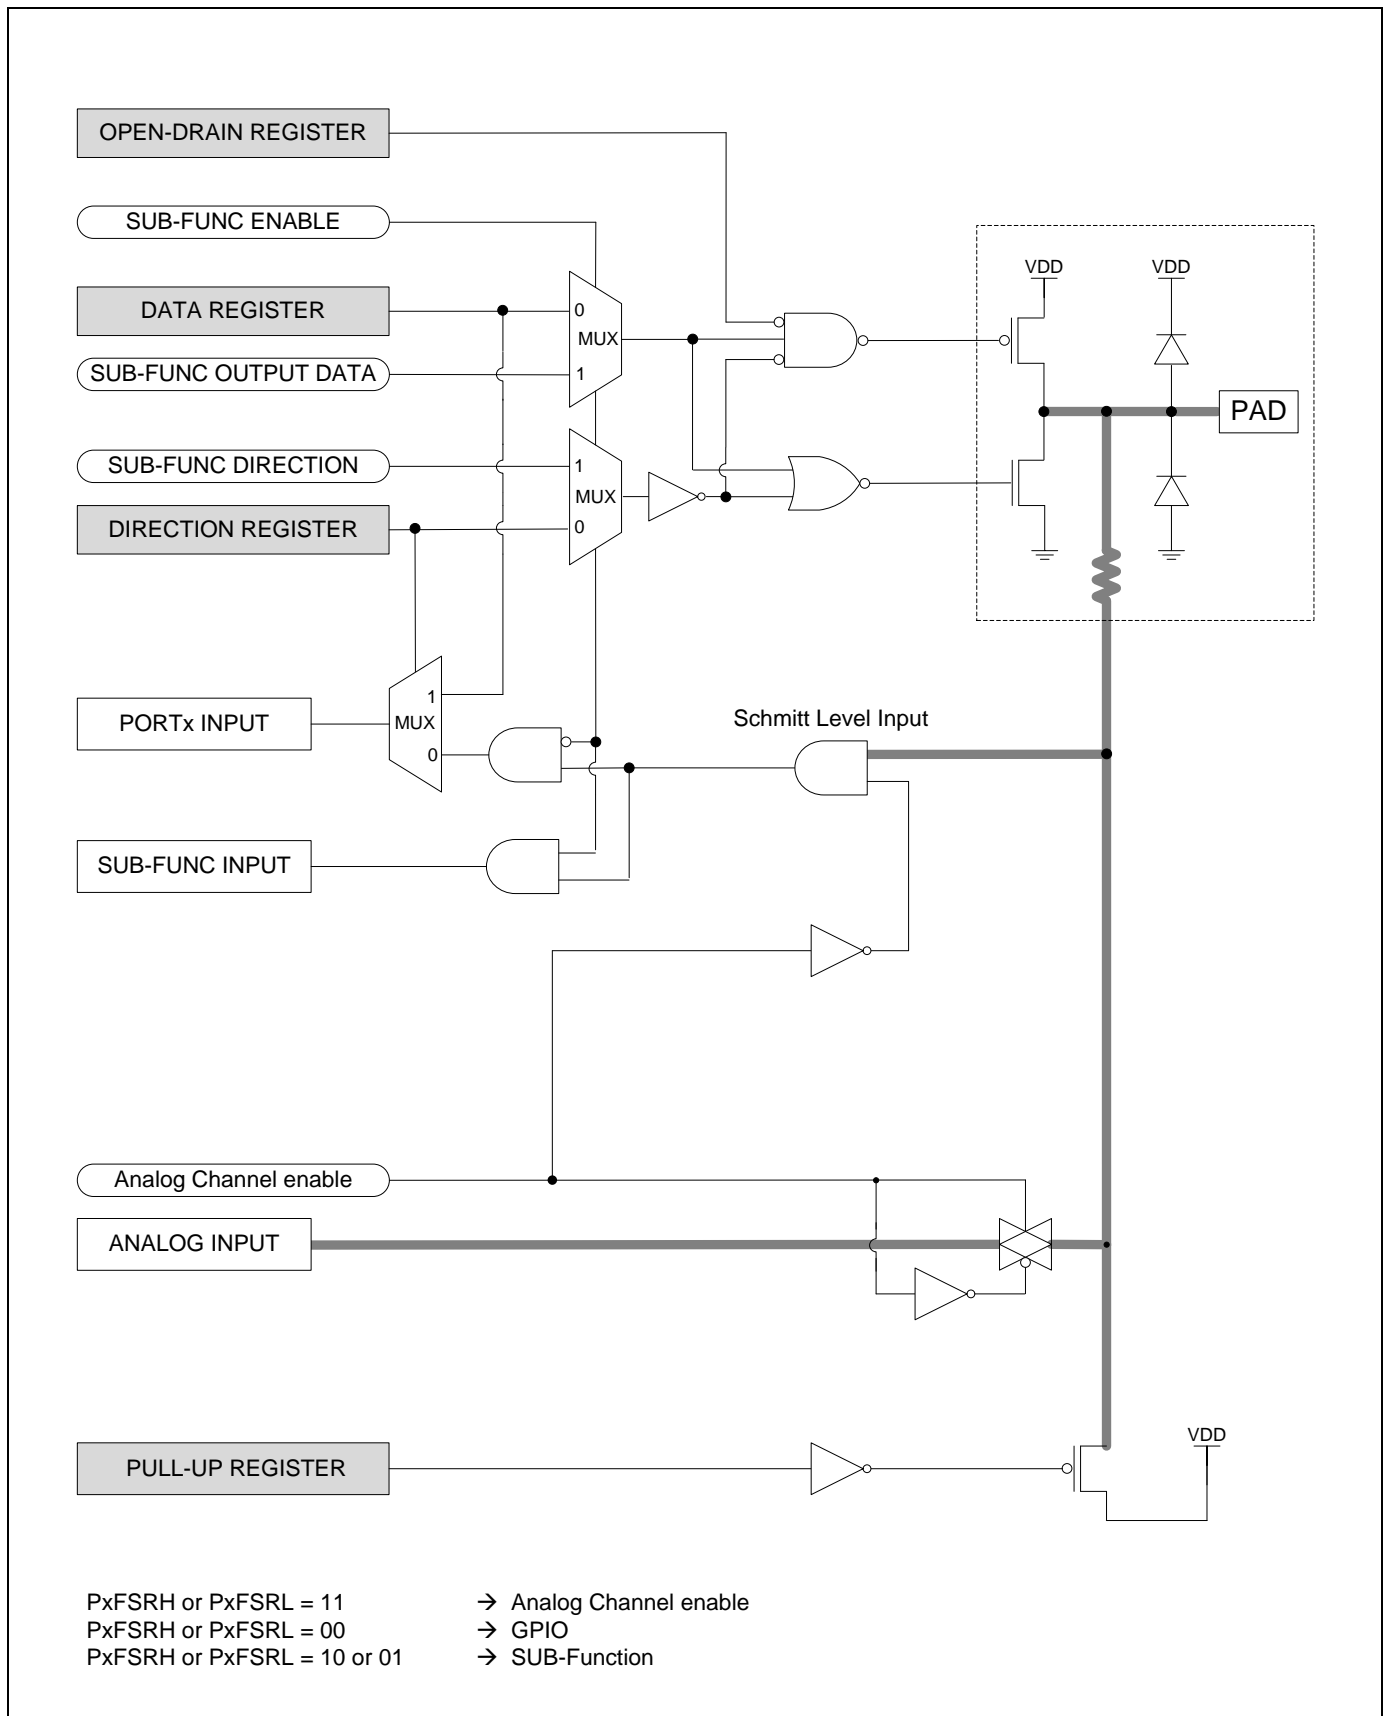 OPEN-DRAIN REGISTER
SUB-FUNC ENABLE
VDD
VDD
DATA REGISTER
0
MUX
1
SUB-FUNC OUTPUT DATA
PAD
SUB-FUNC DIRECTION
1
MUX
0
DIRECTION REGISTER
PORTx INPUT
1
MUX
0
Schmitt Level Input
SUB-FUNC INPUT
Analog Channel enable
ANALOG INPUT
VDD
PULL-UP REGISTER
PxFSRH or PxFSRL = 11 → Analog Channel enable
PxFSRH or PxFSRL = 00 → GPIO
PxFSRH or PxFSRL = 10 or 01 → SUB-Function